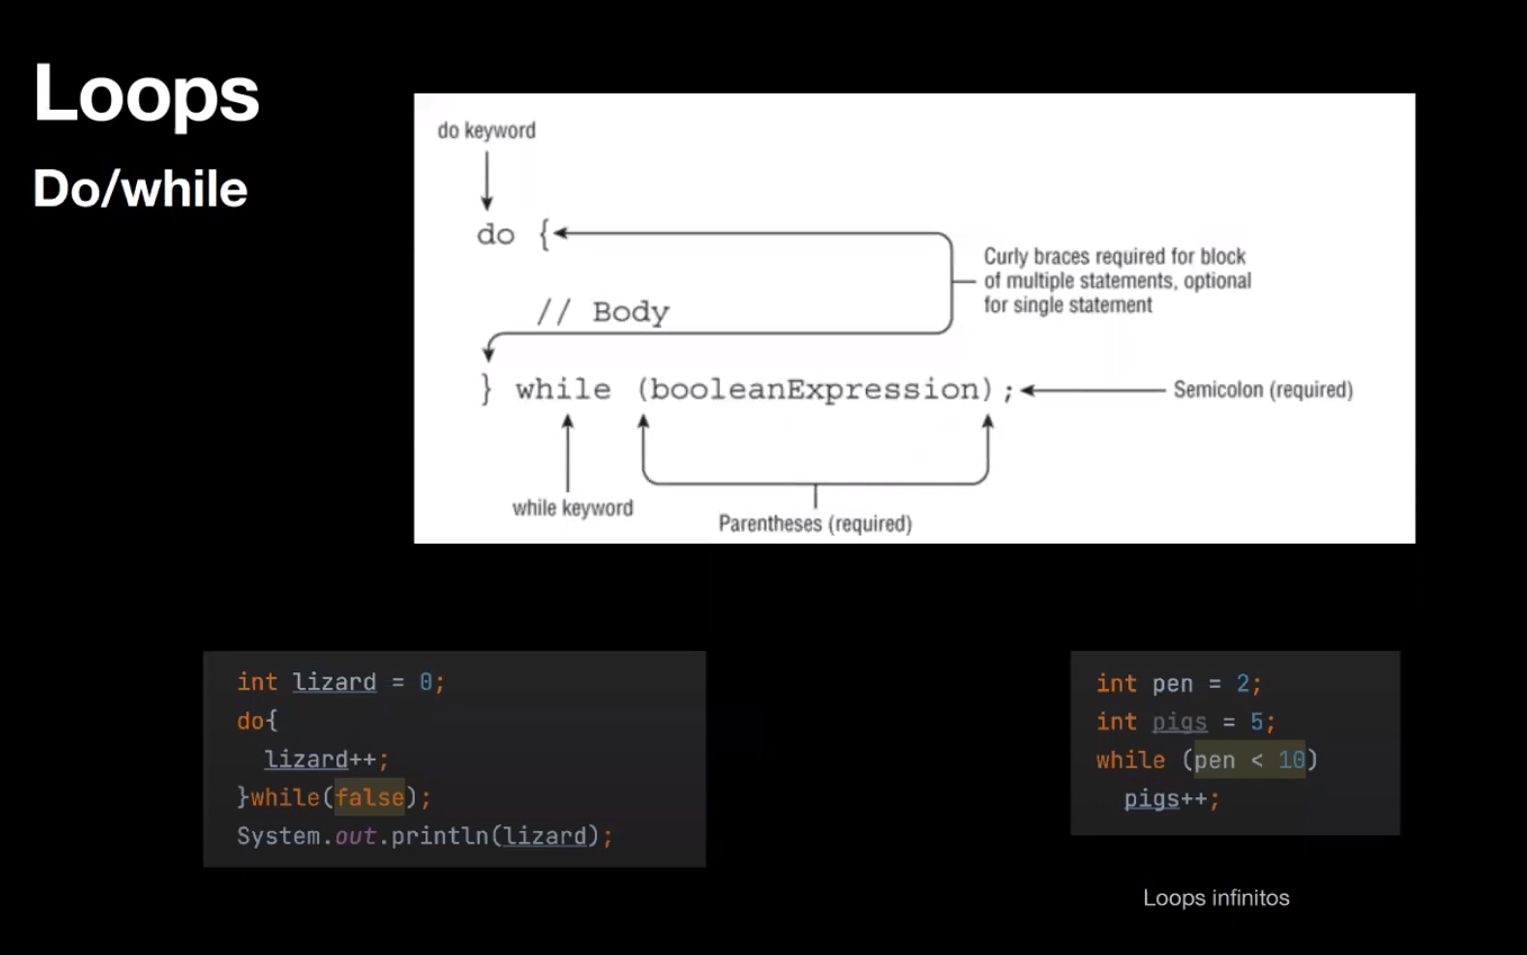 Loops
Do/while
do keyword
do {
Curly braces required for block
of multiple statements, optional
for single statement
// Body
} while (booleanExpression);
Semicolon (required)
while keyword
Parentheses (required)
int lizard = 0;
do{
lizard++;
}while(false);
System.out.println(lizard);
int pen = 2;
int pigs = 5;
while (pen < 10)
pigs++;
Loops infinitos